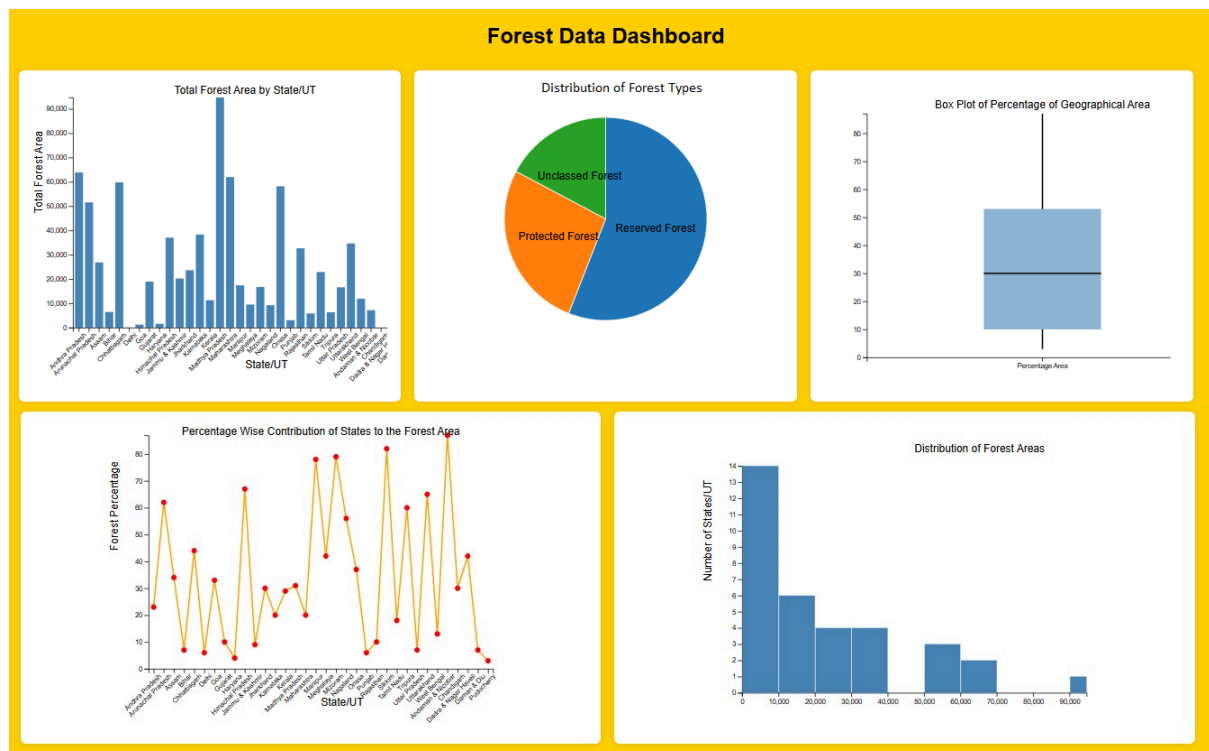 Forest Data Dashboard
Total Forest Area by State/UT
Total Forest Area
90,000
80,000
70,000
60,000
50,000
40,000
30,000
20,000
10,000
0
Andhra Pradesh
Arunachal Pradesh
Assam
Bihar
Chhatisgarh
Delhi
Goa
Gujarat
Haryana
Himachal Pradesh
Jammu & Kashmir
Jharkhand
Karnataka
Kerala
Madhya Pradesh
Maharashtra
Manipur
Meghalaya
Mizoram
Nagaland
Orissa
Punjab
Rajasthan
Sikkim
Tamil Nadu
Tripura
Uttar Pradesh
Uttarakhand
West Bengal
Andaman & Nicobar
Chandigarh
Dadra & Nagar
State/UT
Distribution of Forest Types
Unclassed Forest
Protected Forest
Reserved Forest
Box Plot of Percentage of Geographical Area
80
70
60
50
40
30
20
10
0
Percentage Area
Percentage Wise Contribution of States to the Forest Area
Forest Percentage
80
70
60
50
40
30
20
10
0
Andhra Pradesh
Arunachal Pradesh
Assam
Bihar
Chhatisgarh
Delhi
Goa
Gujarat
Haryana
Himachal Pradesh
Jammu & Kashmir
Jharkhand
Karnataka
Kerala
Madhya Pradesh
Maharashtra
Manipur
Meghalaya
Mizoram
Nagaland
Orissa
Punjab
Rajasthan
Sikkim
Tamil Nadu
Tripura
Uttar Pradesh
Uttarakhand
West Bengal
Andaman & Nicobar
Chandigarh
Dadra & Nagar Haveli
Daman & Diu
Puducherry
State/UT
Distribution of Forest Areas
Number of States/UT
14
13
12
11
10
9
8
7
6
5
4
3
2
1
0
0
10,000
20,000
30,000
40,000
50,000
60,000
70,000
80,000
90,000